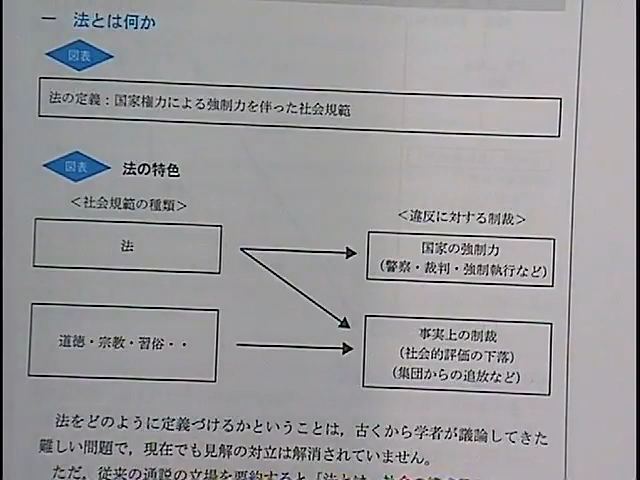 一　法とは何か
図表
法の定義：国家権力による強制力を伴った社会規範
図表　法の特色
＜社会規範の種類＞
＜違反に対する制裁＞
法
国家の強制力
（警察・裁判・強制執行など）
道徳・宗教・習俗・・
事実上の制裁
（社会的評価の下落）
（集団からの追放など）
法をどのように定義づけるかということは，古くから学者が議論してきた
難しい問題で，現在でも見解の対立は解消されていません。
ただ，従来の通説の立場を要約すると「法とは，社会の